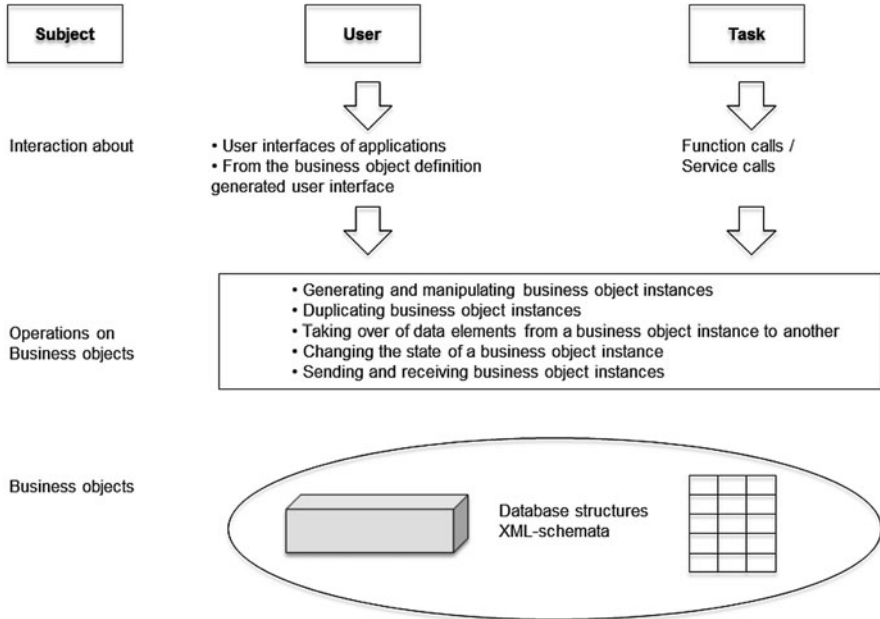 Subject
User
Task
Interaction about
• User interfaces of applications
• From the business object definition
generated user interface
Function calls /
Service calls
Operations on
Business objects
• Generating and manipulating business object instances
• Duplicating business object instances
• Taking over of data elements from a business object instance to another
• Changing the state of a business object instance
• Sending and receiving business object instances
Business objects
Database structures
XML-schemata